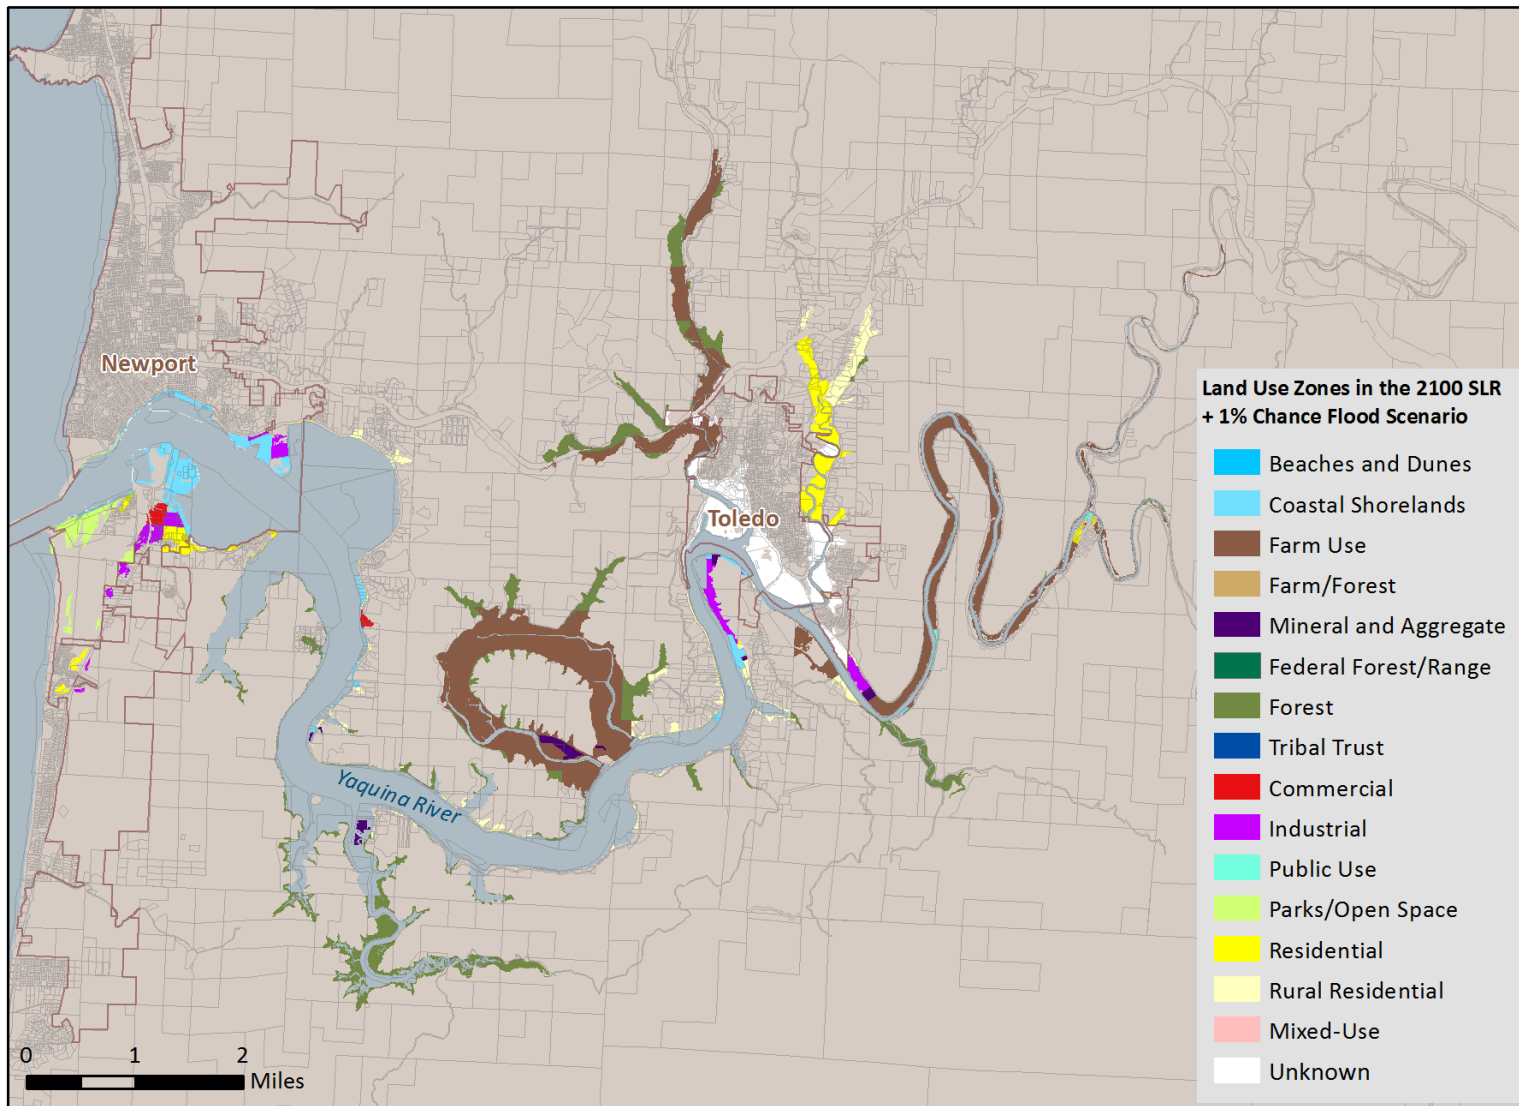 Newport
Toledo
Yaquina River
Land Use Zones in the 2100 SLR
+ 1% Chance Flood Scenario
Beaches and Dunes
Coastal Shorelands
Farm Use
Farm/Forest
Mineral and Aggregate
Federal Forest/Range
Forest
Tribal Trust
Commercial
Industrial
Public Use
Parks/Open Space
Residential
Rural Residential
Mixed-Use
Unknown
0 1 2
Miles